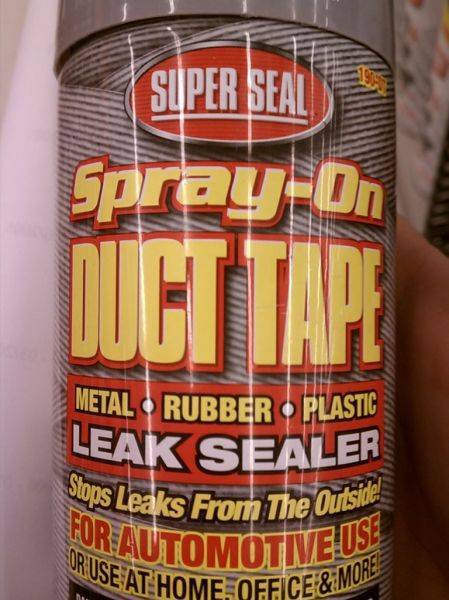 SUPER SEAL
Spray-On
DUCT TAPE
METAL • RUBBER • PLASTIC
LEAK SEALER
Stops Leaks From The Outside!
FOR AUTOMOTIVE USE
OR USE AT HOME, OFFICE & MORE!